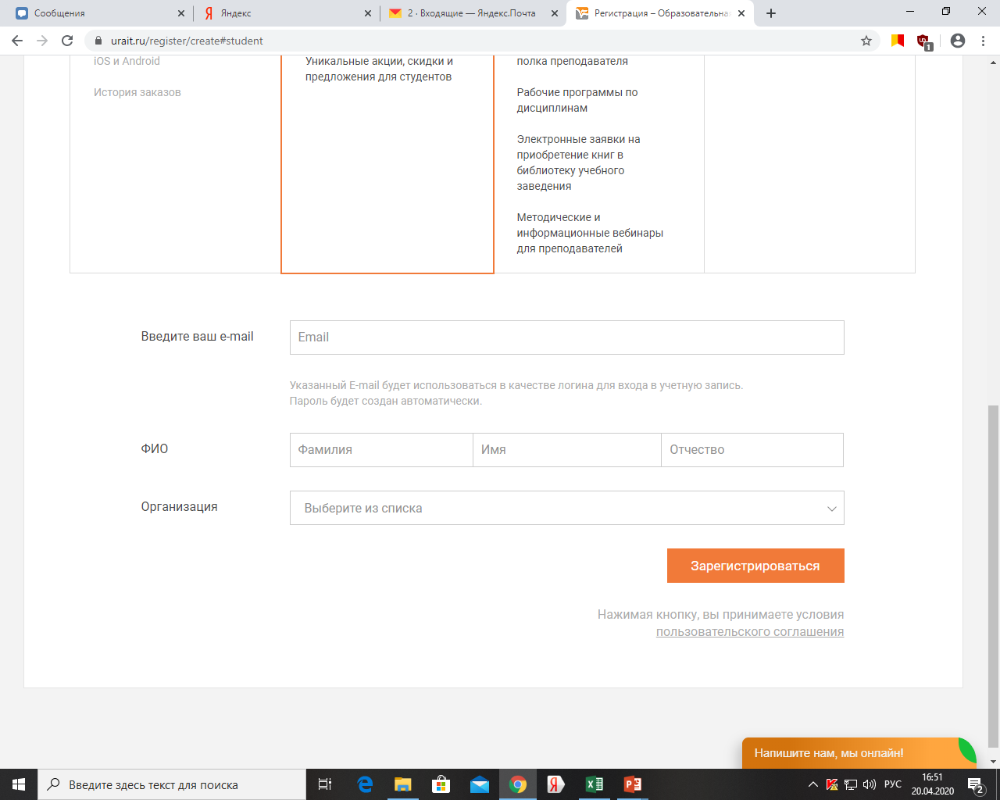 Сообщения
Яндекс
2 · Входящие — Яндекс.Почта
Регистрация – Образовательная
urait.ru/register/create#student
1
iOS и Android
История заказов
Уникальные акции, скидки и
предложения для студентов
полка преподавателя
Рабочие программы по
дисциплинам
Электронные заявки на
приобретение книг в
библиотеку учебного
заведения
Методические и
информационные вебинары
для преподавателей
Введите ваш e-mail
Email
Указанный E-mail будет использоваться в качестве логина для входа в учетную запись.
Пароль будет создан автоматически.
ФИО
Фамилия
Имя
Отчество
Организация
Выберите из списка
Зарегистрироваться
Нажимая кнопку, вы принимаете условия
пользовательского соглашения
Напишите нам, мы онлайн!
Введите здесь текст для поиска
РУС
16:51
20.04.2020
2